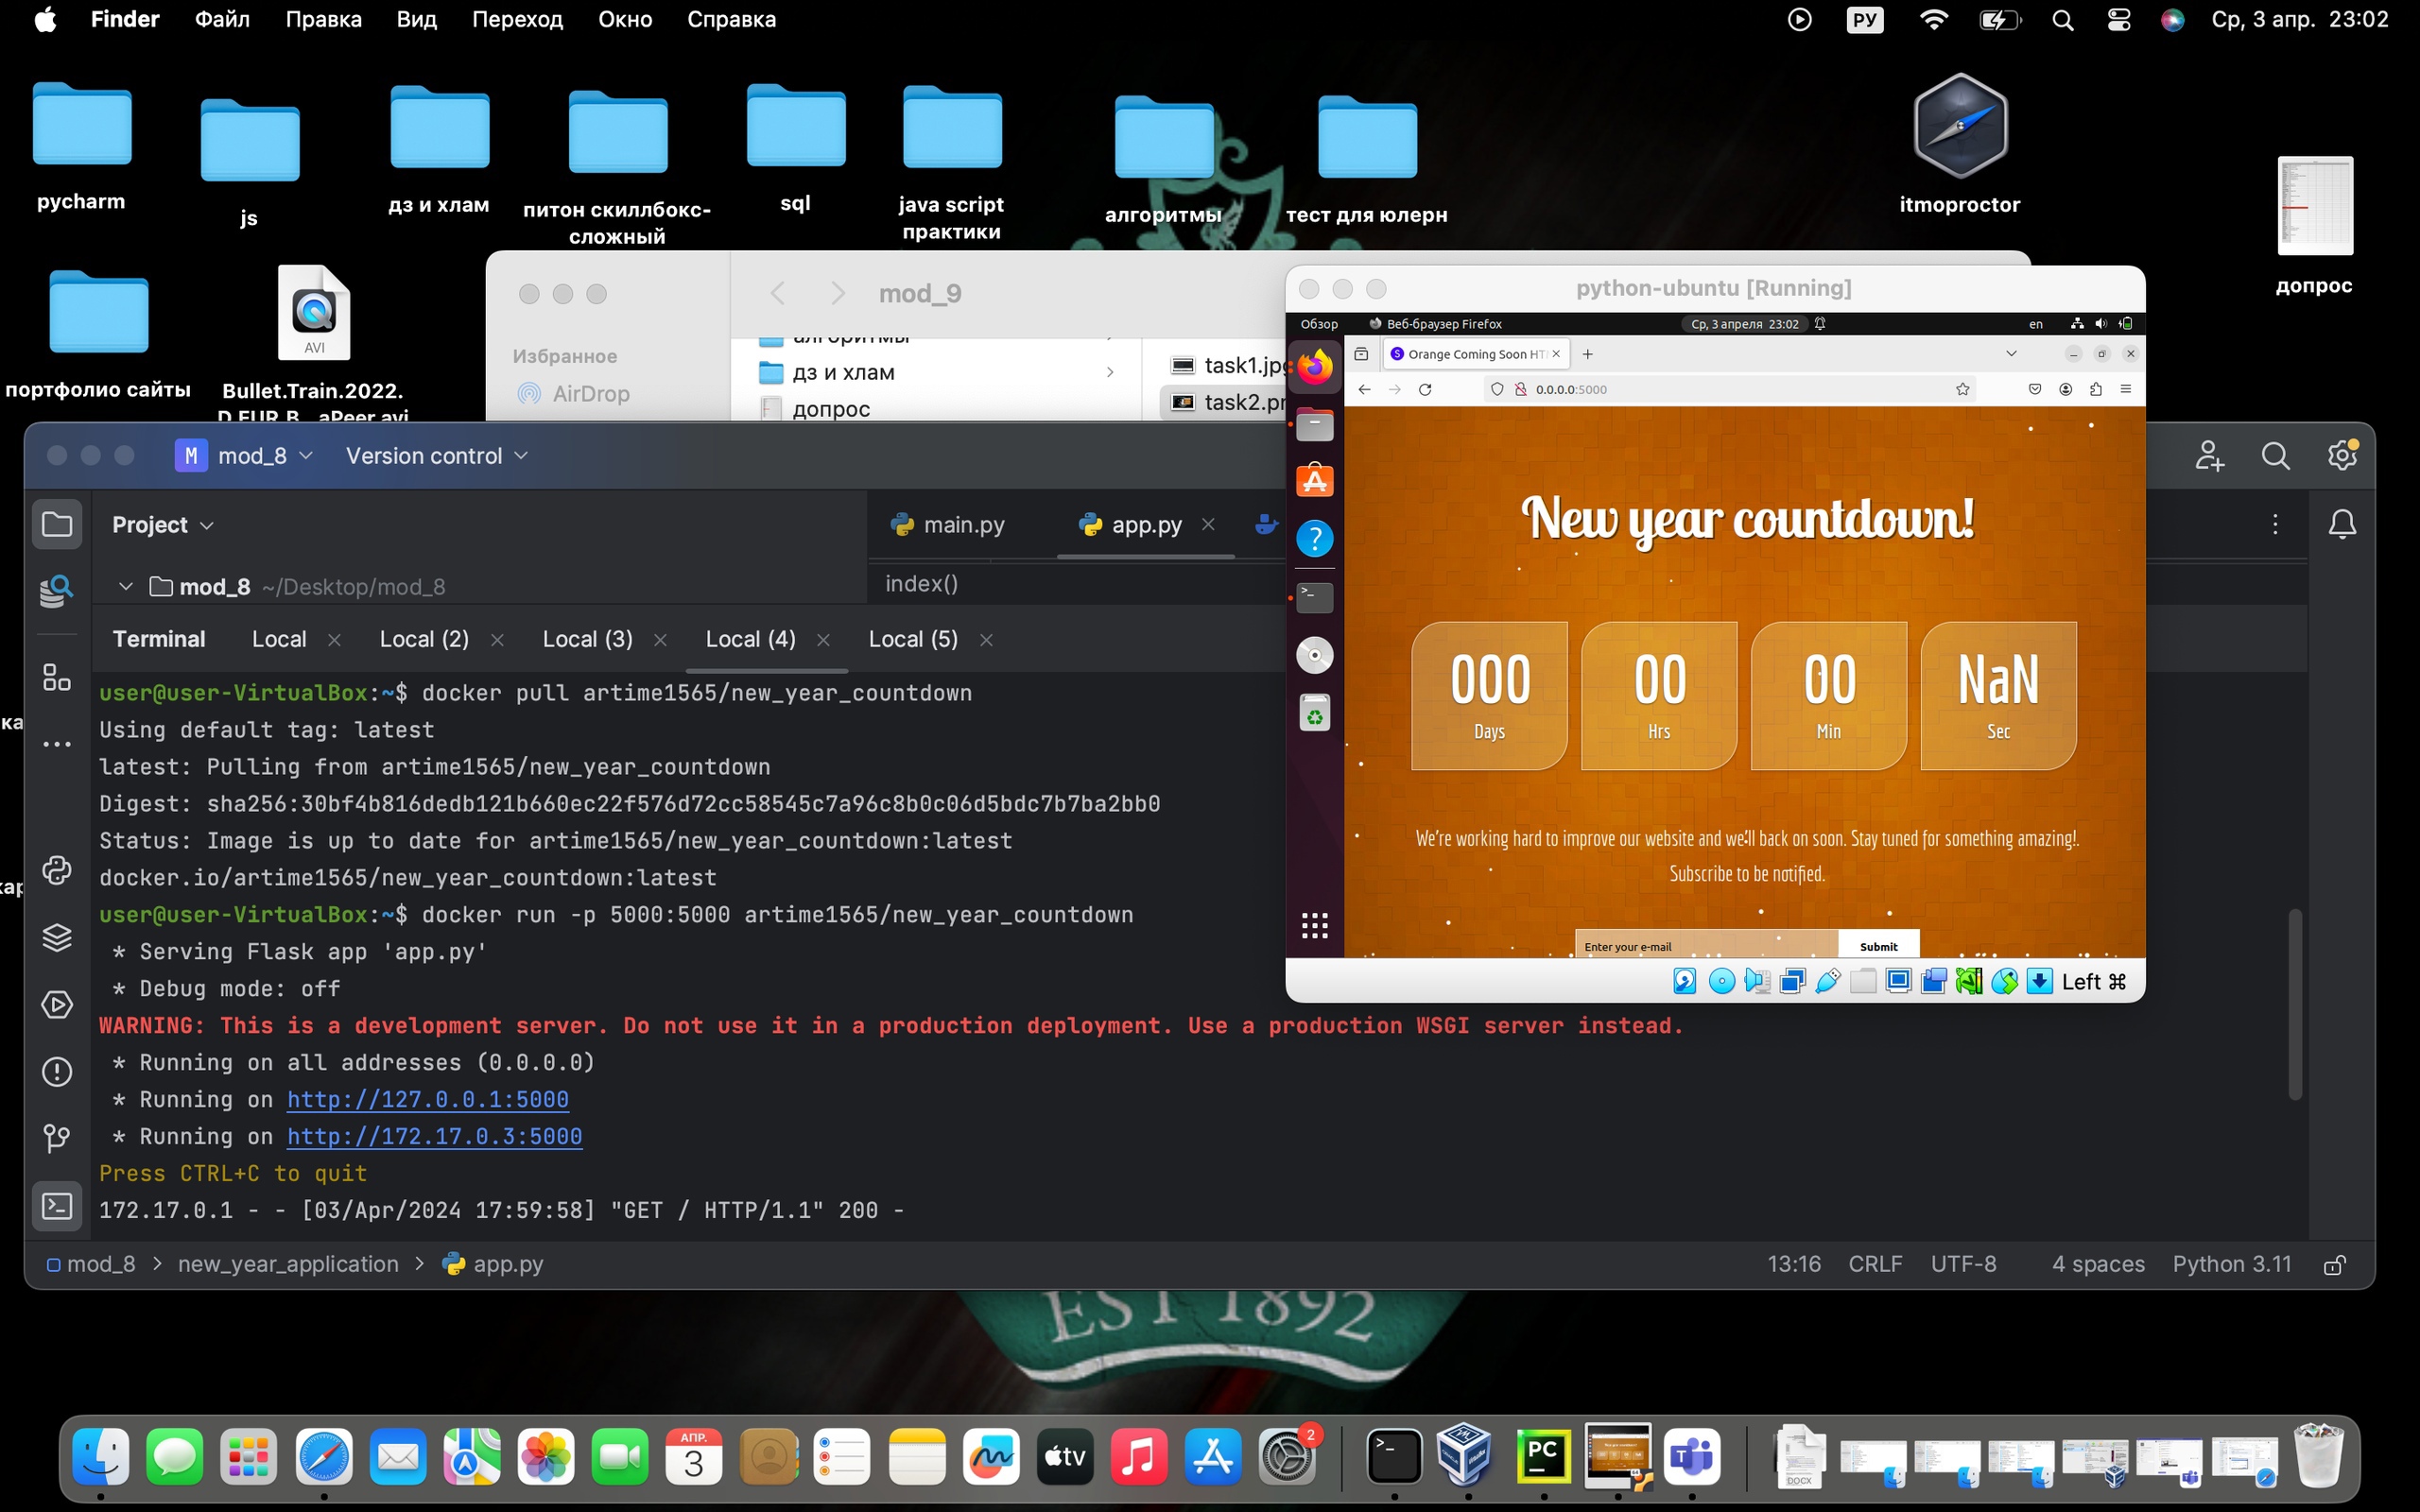 Finder Файл Правка Вид Переход Окно Справка РУ Ср, 3 апр. 23:02
pycharm
js
дз и хлам
питон скиллбокс-
сложный
sql
java script
практики
алгоритмы
тест для юлерн
itmoproctor
допрос
портфолио сайты
AVI
Bullet.Train.2022.
D.EUR.B...aPeer.avi
mod_9
Избранное
AirDrop
алгоритмы
дз и хлам
допрос
task1.jpg
task2.pr
python-ubuntu [Running]
Обзор Веб-браузер Firefox Ср, 3 апреля 23:02 en
Orange Coming Soon HT
0.0.0.0:5000
New year countdown!
000 00 00 NaN
Days Hrs Min Sec
We're working hard to improve our website and we'll back on soon. Stay tuned for something amazing!.
Subscribe to be notified.
Enter your e-mail Submit
Left ⌘
M mod_8 Version control
Project
main.py app.py
mod_8 ~/Desktop/mod_8
index()
Terminal Local Local (2) Local (3) Local (4) Local (5)
user@user-VirtualBox:~$ docker pull artime1565/new_year_countdown
Using default tag: latest
latest: Pulling from artime1565/new_year_countdown
Digest: sha256:30bf4b816dedb121b660ec22f576d72cc58545c7a96c8b0c06d5bdc7b7ba2bb0
Status: Image is up to date for artime1565/new_year_countdown:latest
docker.io/artime1565/new_year_countdown:latest
user@user-VirtualBox:~$ docker run -p 5000:5000 artime1565/new_year_countdown
* Serving Flask app 'app.py'
* Debug mode: off
WARNING: This is a development server. Do not use it in a production deployment. Use a production WSGI server instead.
* Running on all addresses (0.0.0.0)
* Running on http://127.0.0.1:5000
* Running on http://172.17.0.3:5000
Press CTRL+C to quit
172.17.0.1 - - [03/Apr/2024 17:59:58] "GET / HTTP/1.1" 200 -
mod_8 > new_year_application > app.py 13:16 CRLF UTF-8 4 spaces Python 3.11
EST 1892
АПР.
3
tv
2
PC
DOCX